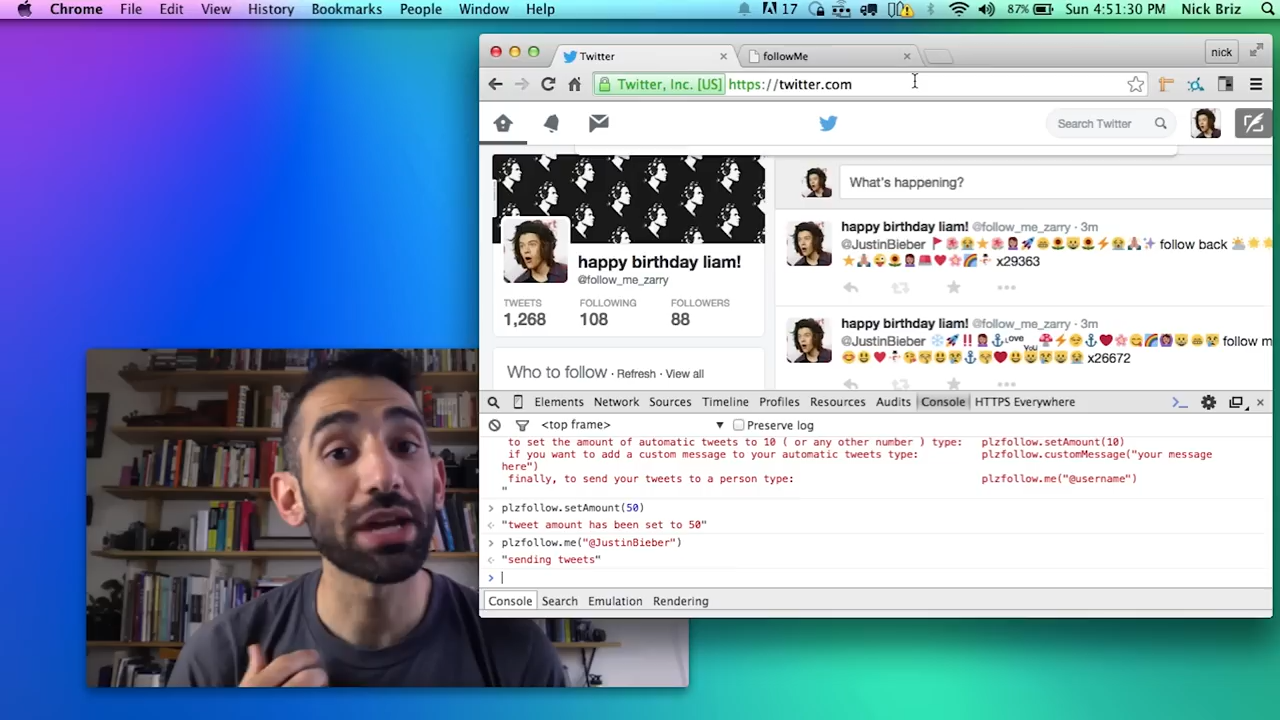 Chrome File Edit View History Bookmarks People Window Help 17 87% Sun 4:51:30 PM Nick Briz
Twitter followMe nick
Twitter, Inc. [US] https://twitter.com
Search Twitter
What's happening?
happy birthday liam!
@follow_me_zarry
TWEETS FOLLOWING FOLLOWERS
1,268 108 88
Who to follow · Refresh · View all
happy birthday liam! @follow_me_zarry · 3m
@JustinBieber follow back
x29363
happy birthday liam! @follow_me_zarry · 3m
@JustinBieber Love You follow m
x26672
Elements Network Sources Timeline Profiles Resources Audits Console HTTPS Everywhere
<top frame> Preserve log
to set the amount of automatic tweets to 10 ( or any other number ) type: plzfollow.setAmount(10)
if you want to add a custom message to your automatic tweets type: plzfollow.customMessage("your message
here")
finally, to send your tweets to a person type: plzfollow.me("@username")
"
> plzfollow.setAmount(50)
"tweet amount has been set to 50"
> plzfollow.me("@JustinBieber")
"sending tweets"
>
Console Search Emulation Rendering